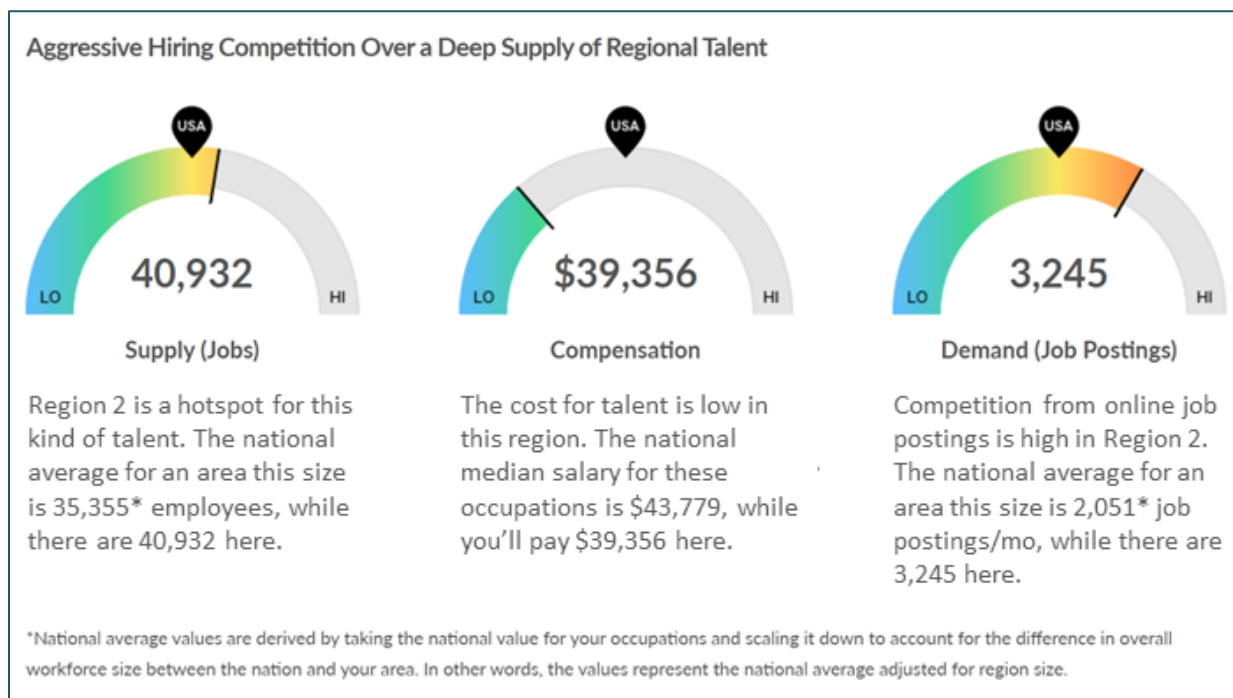 Aggressive Hiring Competition Over a Deep Supply of Regional Talent
USA
LO
40,932
HI
Supply (Jobs)
Region 2 is a hotspot for this
kind of talent. The national
average for an area this size
is 35,355* employees, while
there are 40,932 here.
USA
LO
$39,356
HI
Compensation
The cost for talent is low in
this region. The national
median salary for these
occupations is $43,779, while
you’ll pay $39,356 here.
USA
LO
3,245
HI
Demand (Job Postings)
Competition from online job
postings is high in Region 2.
The national average for an
area this size is 2,051* job
postings/mo, while there are
3,245 here.
*National average values are derived by taking the national value for your occupations and scaling it down to account for the difference in overall
workforce size between the nation and your area. In other words, the values represent the national average adjusted for region size.